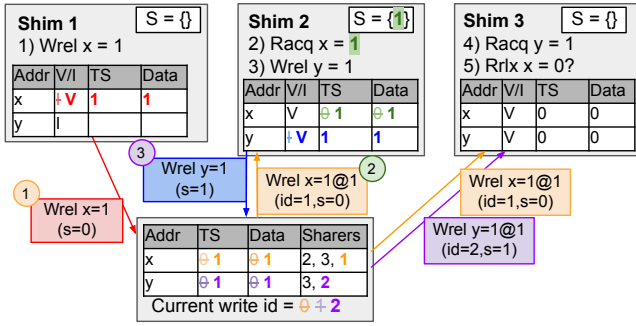 Shim 1
S = {}
1) Wrel x = 1
Addr V/I TS Data
x I V 1 1
y I
Shim 2
S = {1}
2) Racq x = 1
3) Wrel y = 1
Addr V/I TS Data
x V 0 1 0 1
y I V 1 1
Shim 3
S = {}
4) Racq y = 1
5) Rrlx x = 0?
Addr V/I TS Data
x V 0 0
y V 0 0
1
Wrel x=1
(s=0)
3
Wrel y=1
(s=1)
2
Wrel x=1@1
(id=1,s=0)
Wrel x=1@1
(id=1,s=0)
Wrel y=1@1
(id=2,s=1)
Addr TS Data Sharers
x 0 1 0 1 2, 3, 1
y 0 1 0 1 3, 2
Current write id = 0 1 2